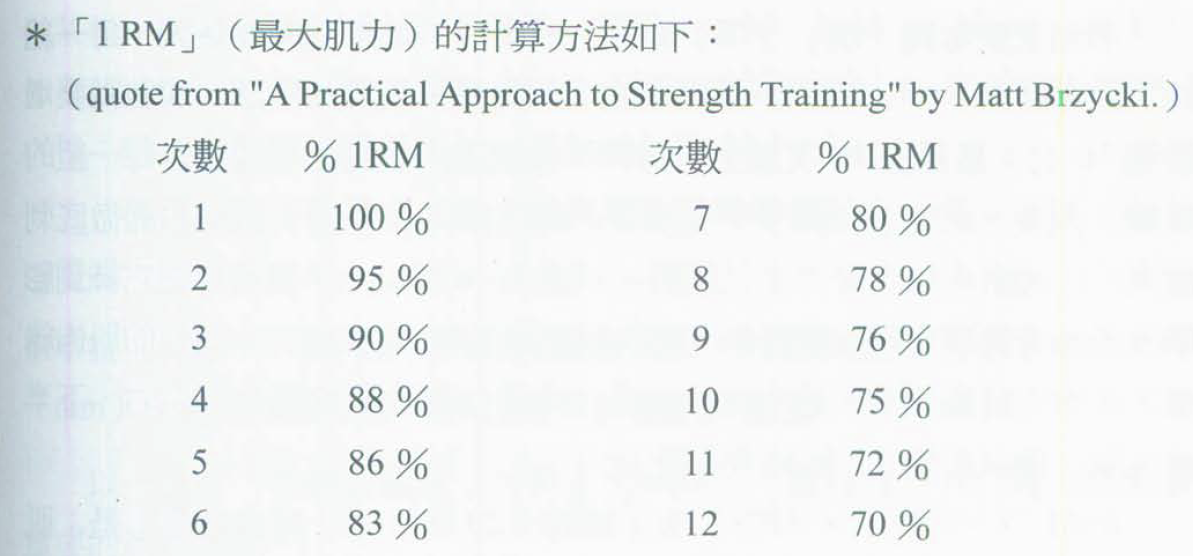 ＊「1 RM」（最大肌力）的計算方法如下：
（quote from "A Practical Approach to Strength Training" by Matt Brzycki.）
次數 ％ 1RM 次數 ％ 1RM
1 100 ％ 7 80 ％
2 95 ％ 8 78 ％
3 90 ％ 9 76 ％
4 88 ％ 10 75 ％
5 86 ％ 11 72 ％
6 83 ％ 12 70 ％